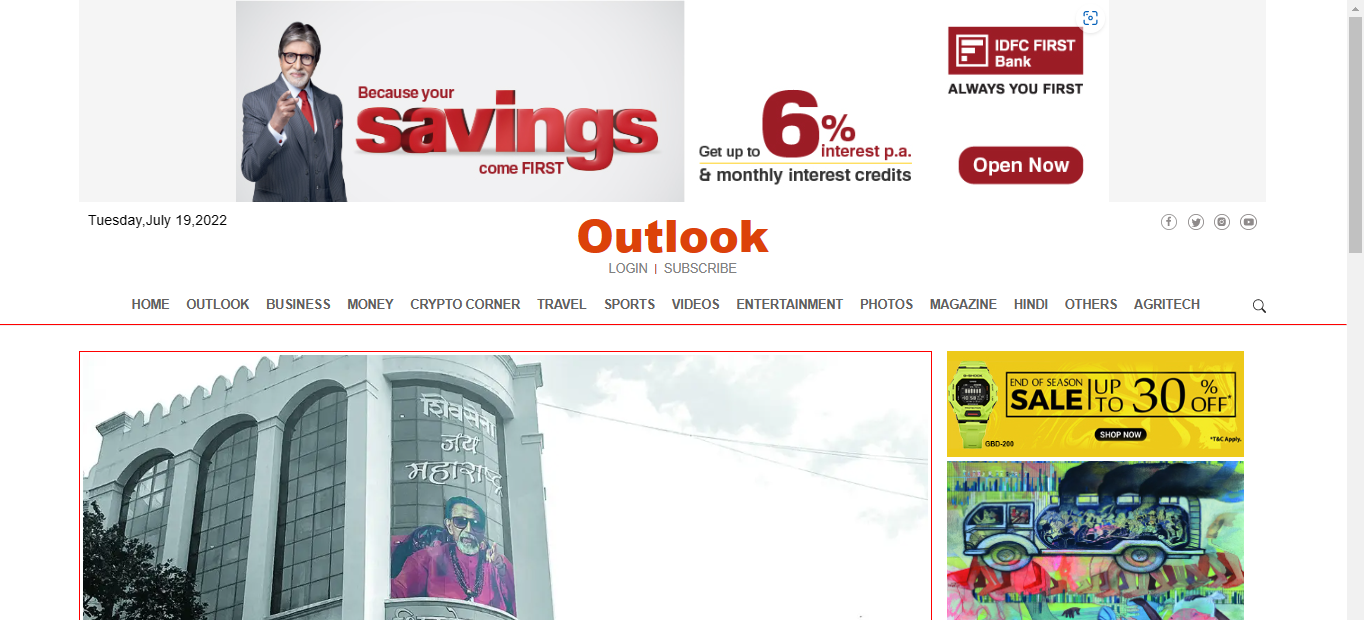 Because your
savings
come FIRST
Get up to 6% interest p.a.
& monthly interest credits
IDFC FIRST
Bank
ALWAYS YOU FIRST
Open Now
Tuesday,July 19,2022
Outlook
LOGIN | SUBSCRIBE
HOME OUTLOOK BUSINESS MONEY CRYPTO CORNER TRAVEL SPORTS VIDEOS ENTERTAINMENT PHOTOS MAGAZINE HINDI OTHERS AGRITECH
शिवसेना
जय
महाराष्ट्र
G-SHOCK
END OF SEASON
SALE
UP
TO 30 %
OFF*
SHOP NOW
GBD-200
*T&C Apply.